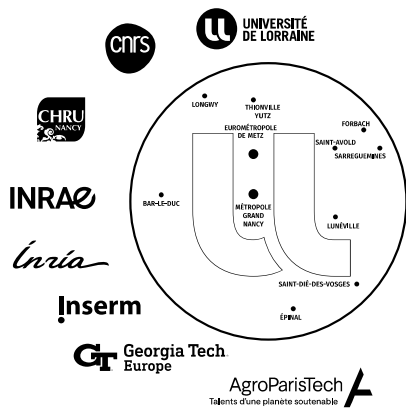 cnrs
UNIVERSITÉ
DE LORRAINE
CHRU
NANCY
INRAE
Inria
Inserm
GT Georgia Tech
Europe
AgroParisTech
Talents d'une planète soutenable
LONGWY
THIONVILLE
YUTZ
EUROMÉTROPOLE
DE METZ
FORBACH
SAINT-AVOLD
SARREGUEMINES
BAR-LE-DUC
MÉTROPOLE
GRAND
NANCY
LUNÉVILLE
SAINT-DIÉ-DES-VOSGES
ÉPINAL